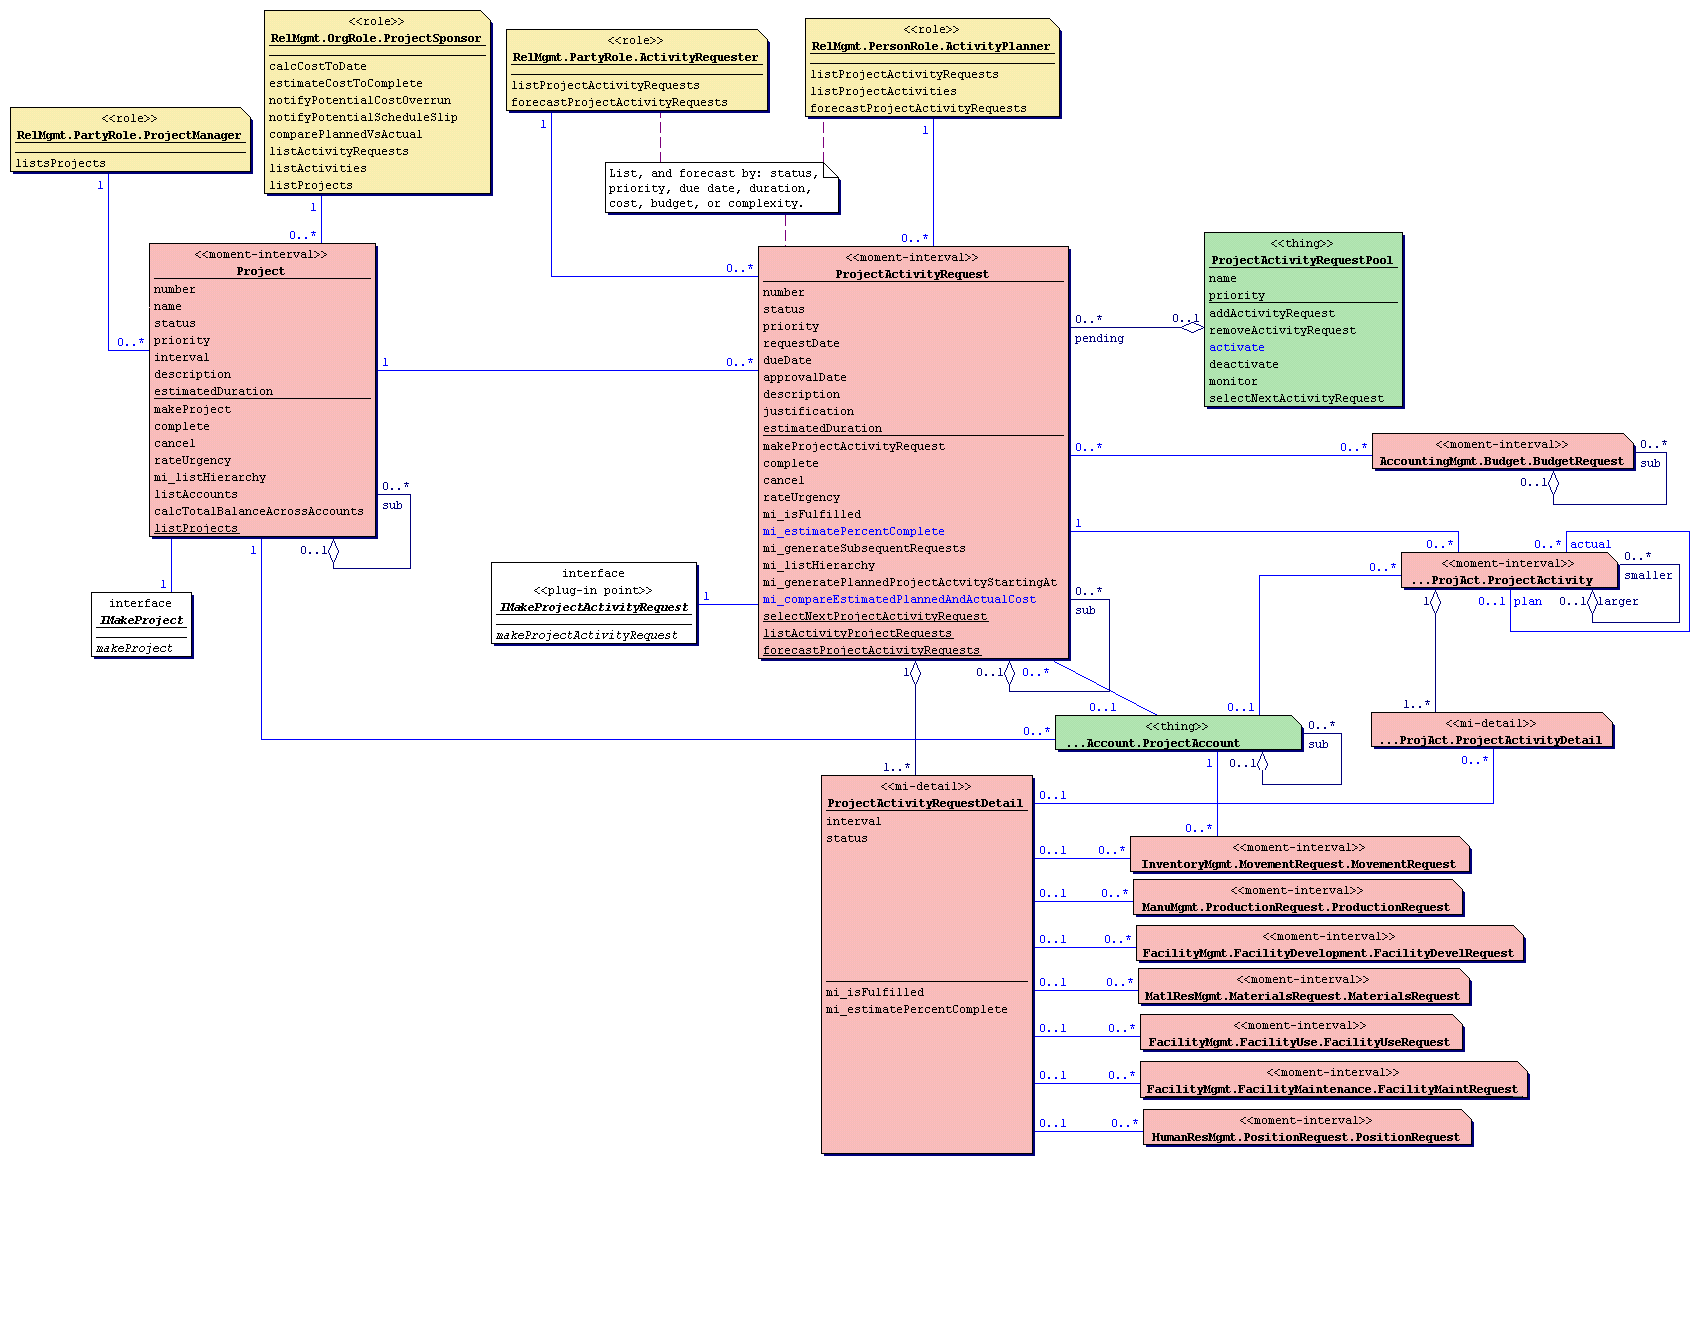 <<role>>
RelMgmt.PartyRole.ProjectManager
listsProjects
1
0..*
<<role>>
RelMgmt.OrgRole.ProjectSponsor
calcCostToDate
estimateCostToComplete
notifyPotentialCostOverrun
notifyPotentialScheduleSlip
comparePlannedVsActual
listActivityRequests
listActivities
listProjects
1
0..*
<<role>>
RelMgmt.PartyRole.ActivityRequester
listProjectActivityRequests
forecastProjectActivityRequests
1
0..*
<<role>>
RelMgmt.PersonRole.ActivityPlanner
listProjectActivityRequests
listProjectActivities
forecastProjectActivityRequests
1
0..*
List, and forecast by: status,
priority, due date, duration,
cost, budget, or complexity.
<<moment-interval>>
Project
number
name
status
priority
interval
description
estimatedDuration
makeProject
complete
cancel
rateUrgency
mi_listHierarchy
listAccounts
calcTotalBalanceAcrossAccounts
listProjects
1
0..*
0..*
sub
0..1
1
1
interface
IMakeProject
makeProject
interface
<<plug-in point>>
IMakeProjectActivityRequest
makeProjectActivityRequest
1
<<moment-interval>>
ProjectActivityRequest
number
status
priority
requestDate
dueDate
approvalDate
description
justification
estimatedDuration
makeProjectActivityRequest
complete
cancel
rateUrgency
mi_isFulfilled
mi_estimatePercentComplete
mi_generateSubsequentRequests
mi_listHierarchy
mi_generatePlannedProjectActvityStartingAt
mi_compareEstimatedPlannedAndActualCost
selectNextProjectActivityRequest
listActivityProjectRequests
forecastProjectActivityRequests
0..*
pending
0..1
<<thing>>
ProjectActivityRequestPool
name
priority
addActivityRequest
removeActivityRequest
activate
deactivate
monitor
selectNextActivityRequest
0..*
0..*
<<moment-interval>>
AccountingMgmt.Budget.BudgetRequest
0..*
sub
0..1
1
0..*
0..*
actual
<<moment-interval>>
...ProjAct.ProjectActivity
0..*
smaller
0..*
1
0..1
plan
0..1
larger
0..*
sub
1
0..1
0..*
0..1
0..1
1..*
<<mi-detail>>
...ProjAct.ProjectActivityDetail
0..*
0..*
<<thing>>
...Account.ProjectAccount
0..*
sub
1
0..1
0..*
1..*
<<mi-detail>>
ProjectActivityRequestDetail
interval
status
mi_isFulfilled
mi_estimatePercentComplete
0..1
0..1
0..*
<<moment-interval>>
InventoryMgmt.MovementRequest.MovementRequest
0..1
0..*
<<moment-interval>>
ManuMgmt.ProductionRequest.ProductionRequest
0..1
0..*
<<moment-interval>>
FacilityMgmt.FacilityDevelopment.FacilityDevelRequest
0..1
0..*
<<moment-interval>>
MatlResMgmt.MaterialsRequest.MaterialsRequest
0..1
0..*
<<moment-interval>>
FacilityMgmt.FacilityUse.FacilityUseRequest
0..1
0..*
<<moment-interval>>
FacilityMgmt.FacilityMaintenance.FacilityMaintRequest
0..1
0..*
<<moment-interval>>
HumanResMgmt.PositionRequest.PositionRequest